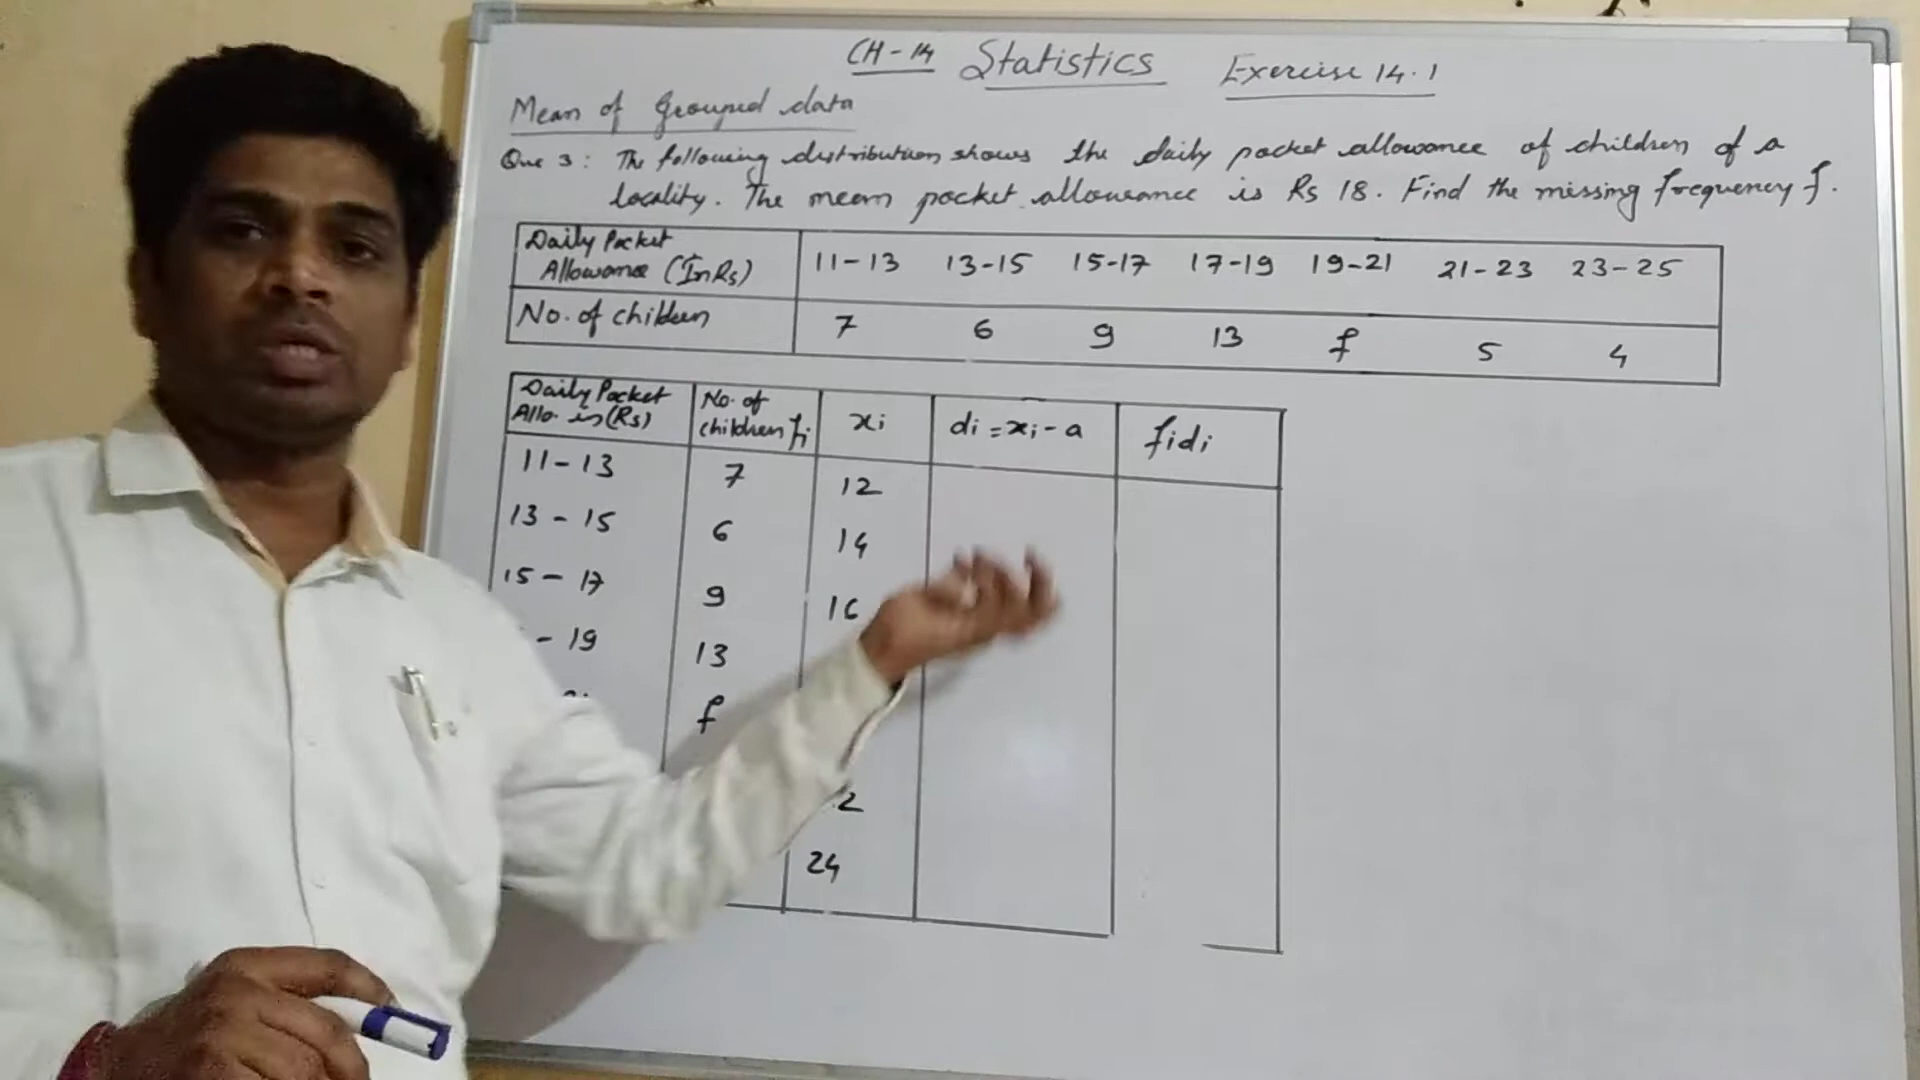 CH-14 Statistics Exercise 14.1
Mean of Grouped data
Que 3: The following distribution shows the daily pocket allowance of children of a
locality. The mean pocket allowance is Rs 18. Find the missing frequency f.
Daily Pocket
Allowance (In Rs) 11-13 13-15 15-17 17-19 19-21 21-23 23-25
No. of children 7 6 9 13 f 5 4
Daily Pocket No. of
Allo. in (Rs) children fi xi di = xi - a fidi
11-13 7 12
13-15 6 14
15-17 9 16
-19 13
f
2
24